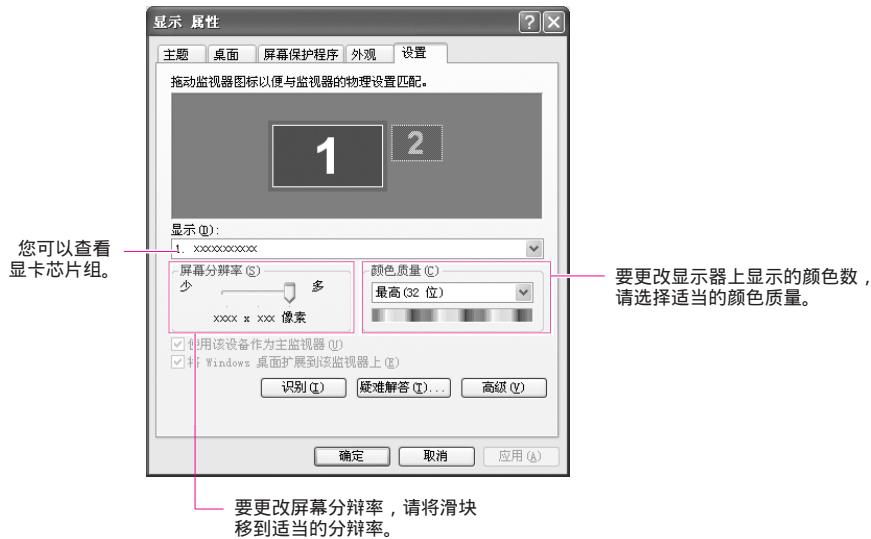 显示 属性
主题 桌面 屏幕保护程序 外观 设置
拖动监视器图标以便与监视器的物理设置匹配。
1 2
显示(D):
1. xxxxxxxxxxx
您可以查看
显卡芯片组。
屏幕分辨率(S)
少 多
xxxx x xxx 像素
颜色质量(C)
最高(32 位)
要更改显示器上显示的颜色数，
请选择适当的颜色质量。
使用该设备作为主监视器(U)
将 Windows 桌面扩展到该监视器上(E)
识别(I) 疑难解答(T)... 高级(V)
确定 取消 应用(A)
要更改屏幕分辩率，请将滑块
移到适当的分辩率。